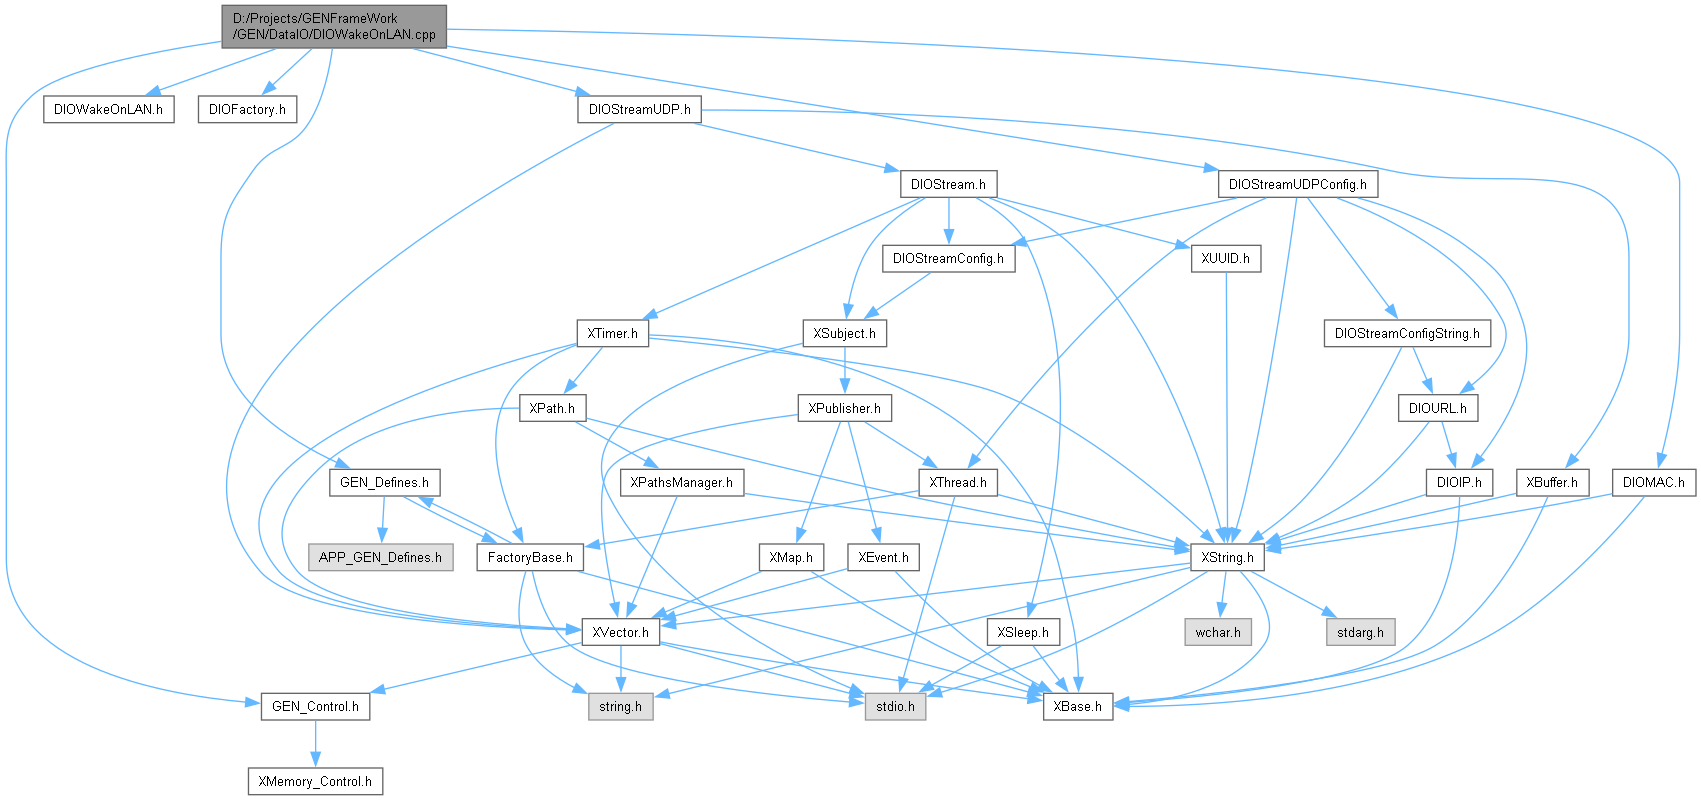 D:/Projects/GENFrameWork
/GEN/DataIO/DIOWakeOnLAN.cpp
DIOWakeOnLAN.h
DIOFactory.h
DIOStreamUDP.h
DIOStream.h
DIOStreamUDPConfig.h
DIOStreamConfig.h
XUUID.h
XTimer.h
XSubject.h
DIOStreamConfigString.h
XPath.h
XPublisher.h
DIOURL.h
GEN_Defines.h
XPathsManager.h
XThread.h
DIOIP.h
XBuffer.h
DIOMAC.h
APP_GEN_Defines.h
FactoryBase.h
XMap.h
XEvent.h
XString.h
XVector.h
XSleep.h
wchar.h
stdarg.h
GEN_Control.h
string.h
stdio.h
XBase.h
XMemory_Control.h